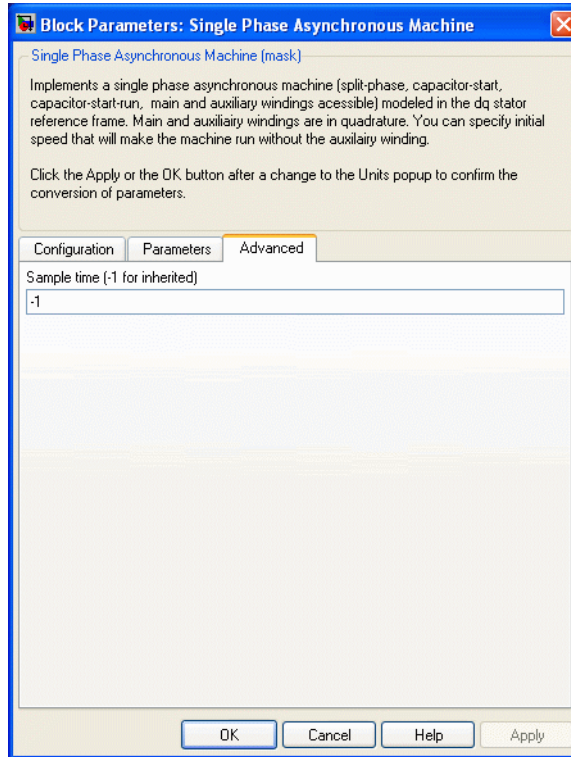 Block Parameters: Single Phase Asynchronous Machine
Single Phase Asynchronous Machine (mask)
Implements a single phase asynchronous machine (split-phase, capacitor-start,
capacitor-start-run, main and auxiliary windings acessible) modeled in the dq stator
reference frame. Main and auxiliairy windings are in quadrature. You can specify initial
speed that will make the machine run without the auxilairy winding.
Click the Apply or the OK button after a change to the Units popup to confirm the
conversion of parameters.
Configuration Parameters Advanced
Sample time (-1 for inherited)
-1
OK Cancel Help Apply